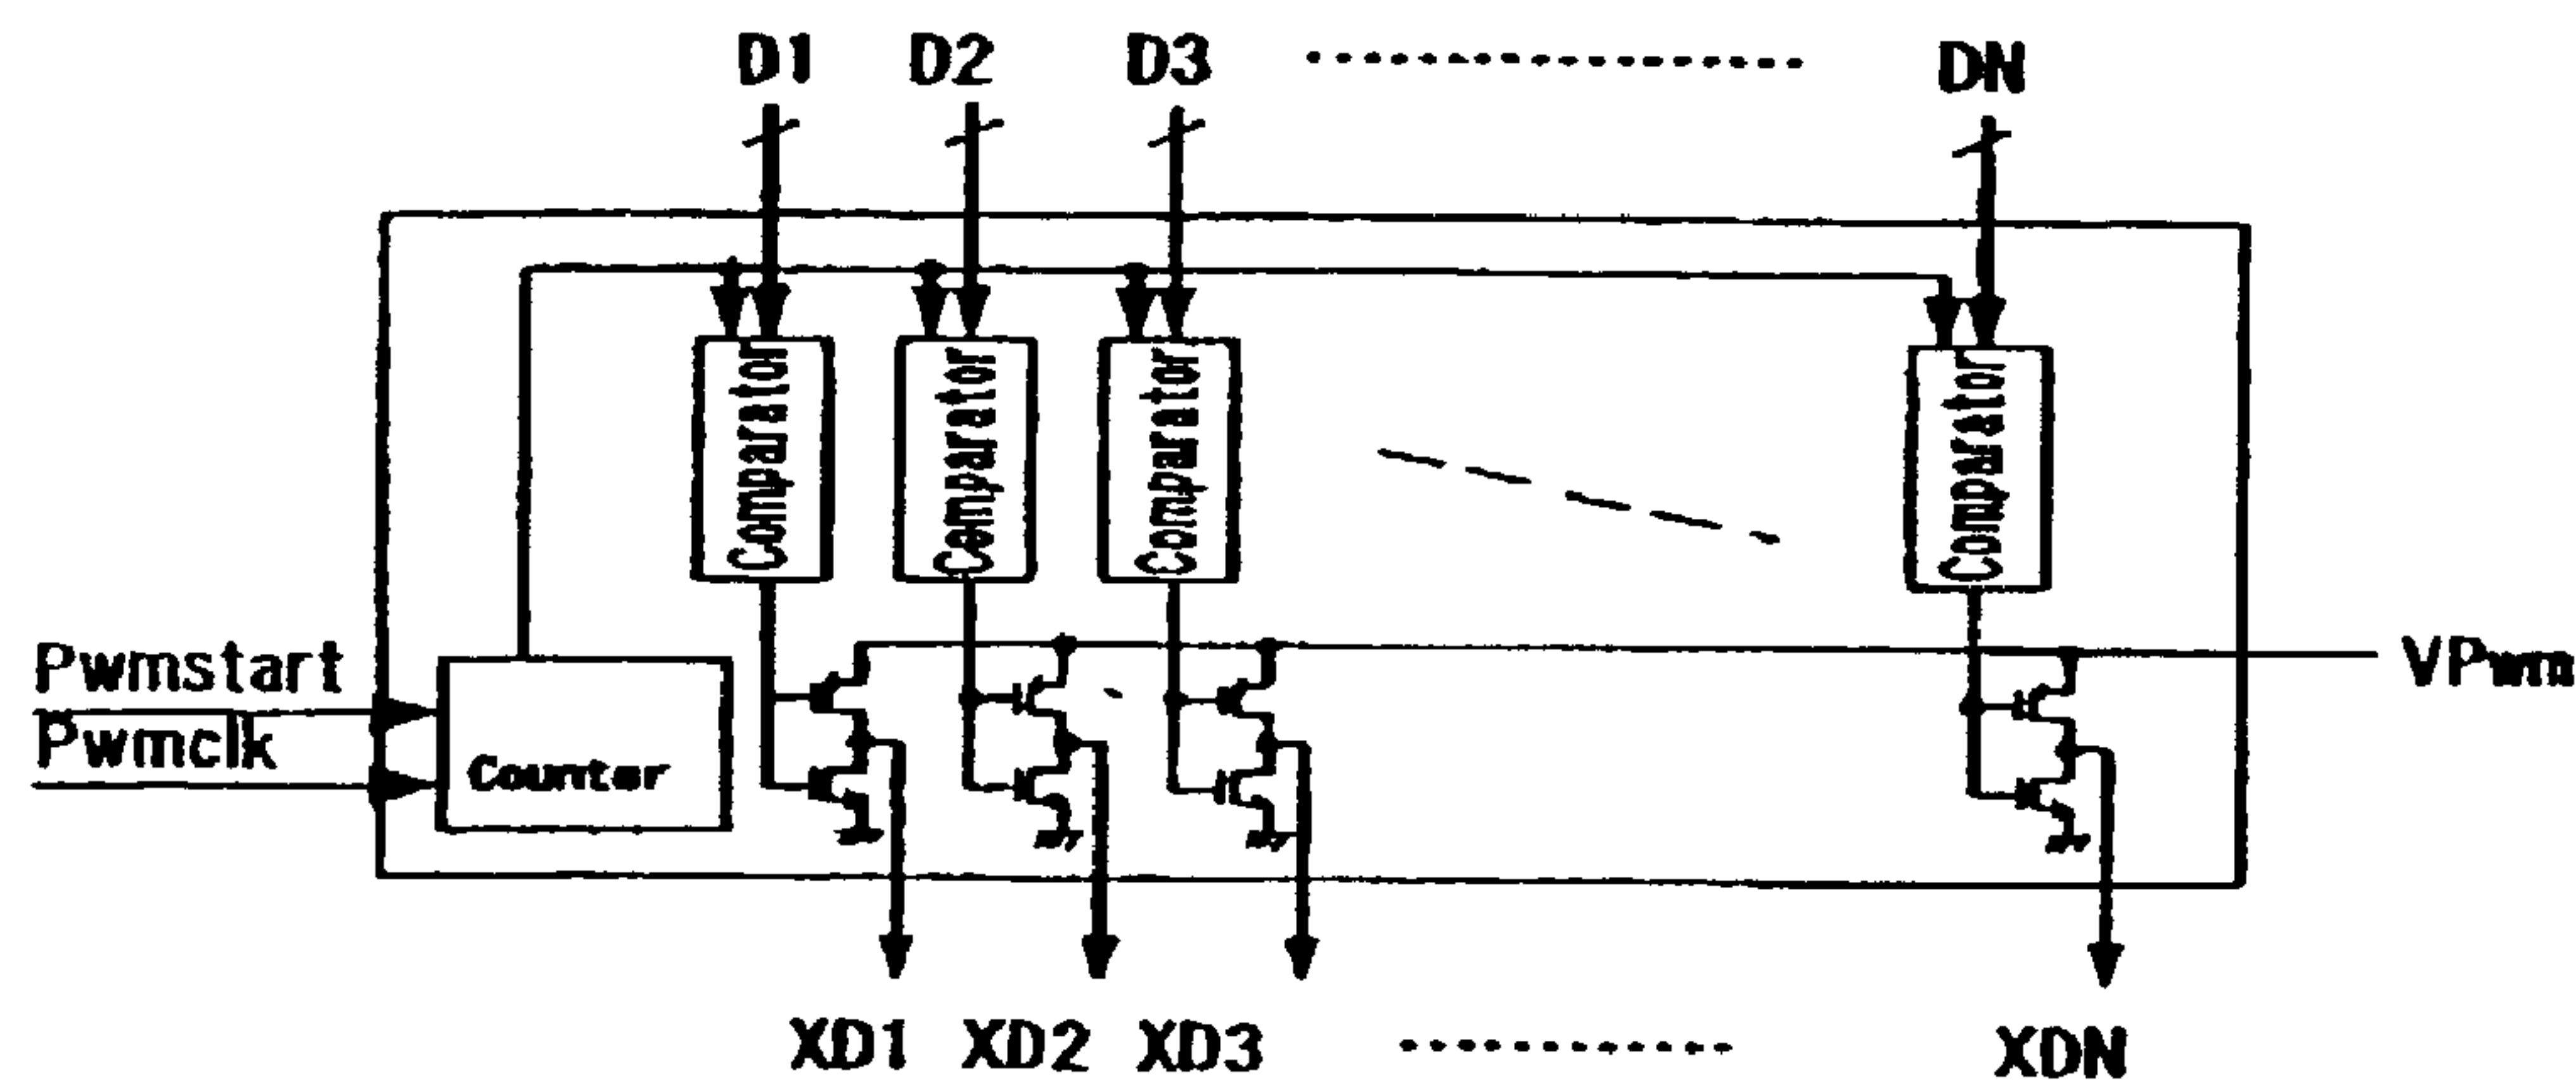 D1 D2 D3 DN
Comparator Comparator Comparator Comparator
Pwmstart
VPwm
Pwmclk
Counter
XD1 XD2 XD3 XDN